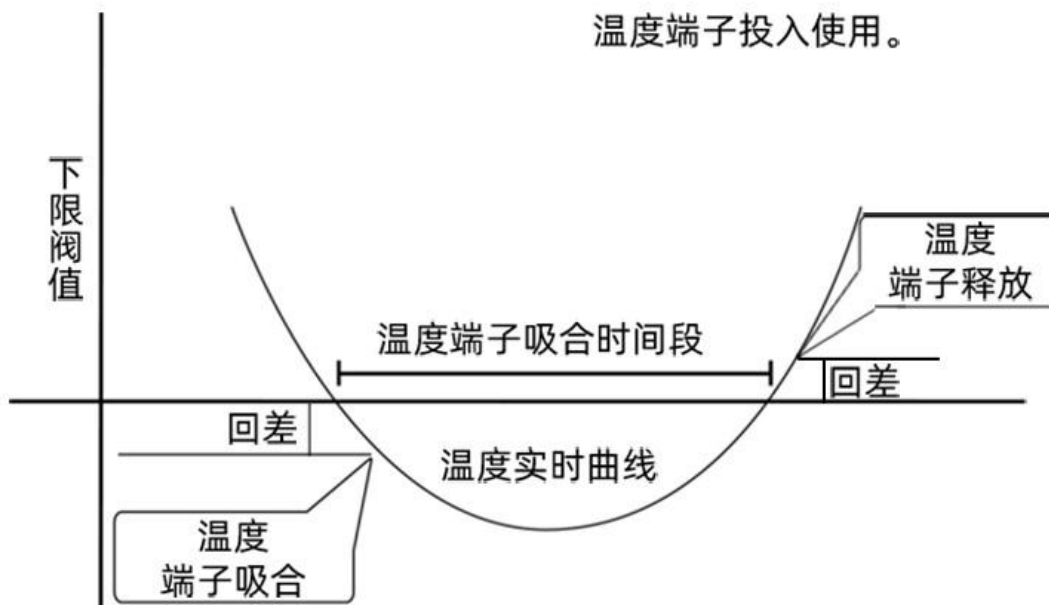 温度端子投入使用。
下限阀值
温度
端子释放
温度端子吸合时间段
回差
回差
温度实时曲线
温度
端子吸合